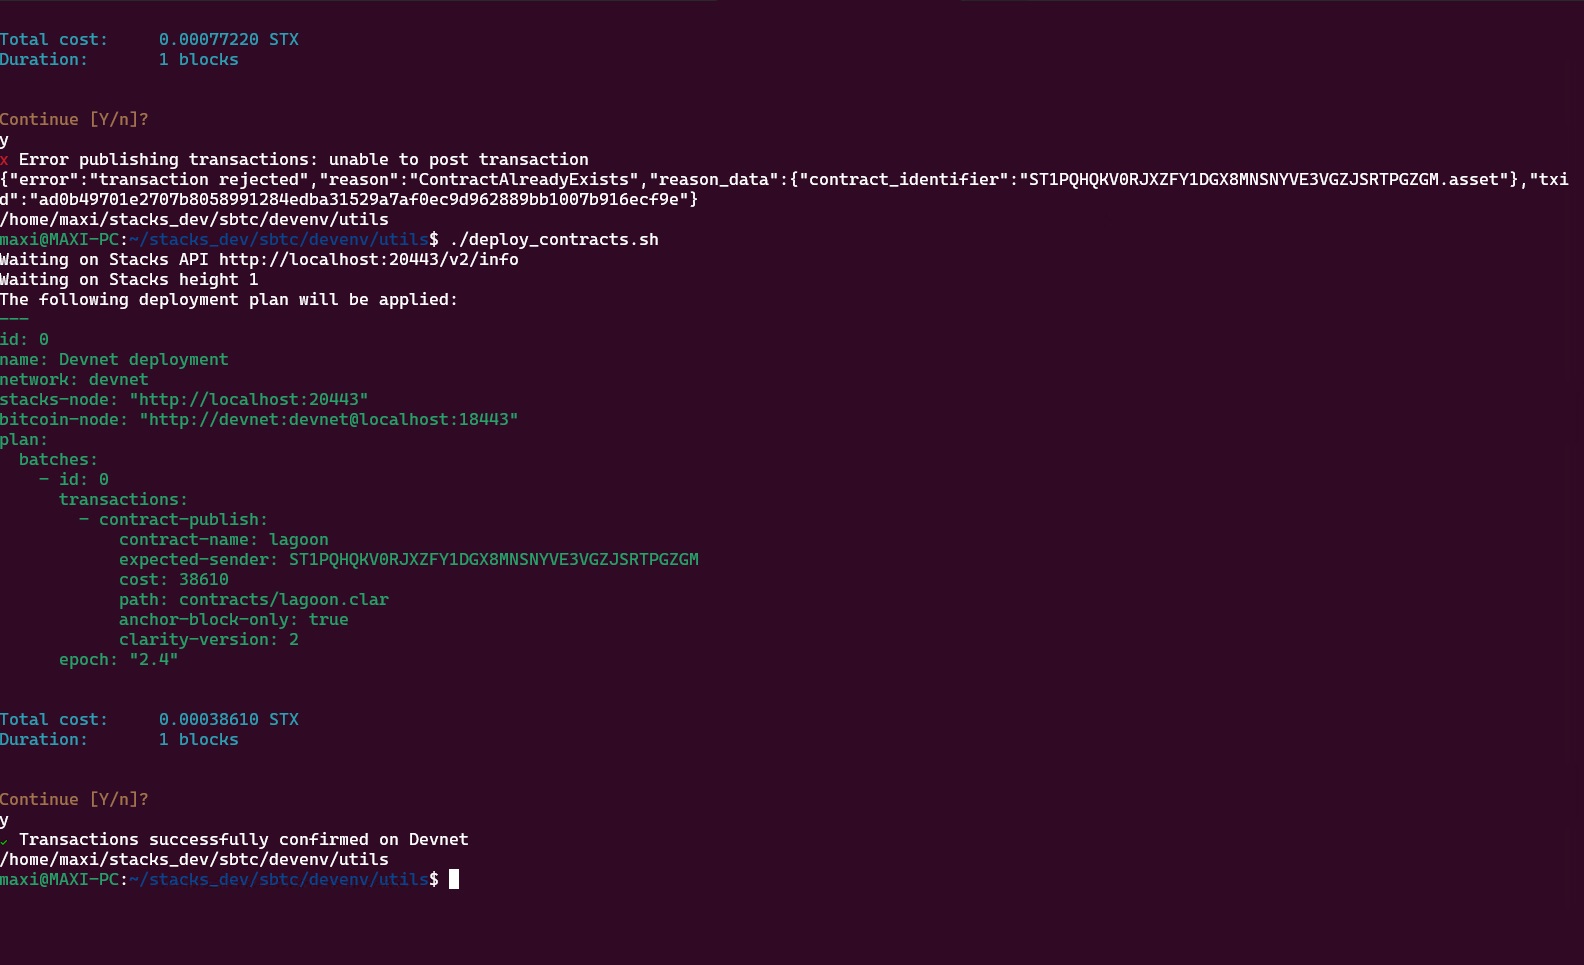 Total cost:     0.00077220 STX
Duration:       1 blocks
Continue [Y/n]?
y
x Error publishing transactions: unable to post transaction
{"error":"transaction rejected","reason":"ContractAlreadyExists","reason_data":{"contract_identifier":"ST1PQHQKV0RJXZFY1DGX8MNSNYVE3VGZJSRTPGZGM.asset"},"txi
d":"ad0b49701e2707b8058991284edba31529a7af0ec9d962889bb1007b916ecf9e"}
/home/maxi/stacks_dev/sbtc/devenv/utils
maxi@MAXI-PC:~/stacks_dev/sbtc/devenv/utils$ ./deploy_contracts.sh
Waiting on Stacks API http://localhost:20443/v2/info
Waiting on Stacks height 1
The following deployment plan will be applied:
---
id: 0
name: Devnet deployment
network: devnet
stacks-node: "http://localhost:20443"
bitcoin-node: "http://devnet:devnet@localhost:18443"
plan:
  batches:
    - id: 0
      transactions:
        - contract-publish:
            contract-name: lagoon
            expected-sender: ST1PQHQKV0RJXZFY1DGX8MNSNYVE3VGZJSRTPGZGM
            cost: 38610
            path: contracts/lagoon.clar
            anchor-block-only: true
            clarity-version: 2
      epoch: "2.4"
Total cost:     0.00038610 STX
Duration:       1 blocks
Continue [Y/n]?
y
✔ Transactions successfully confirmed on Devnet
/home/maxi/stacks_dev/sbtc/devenv/utils
maxi@MAXI-PC:~/stacks_dev/sbtc/devenv/utils$